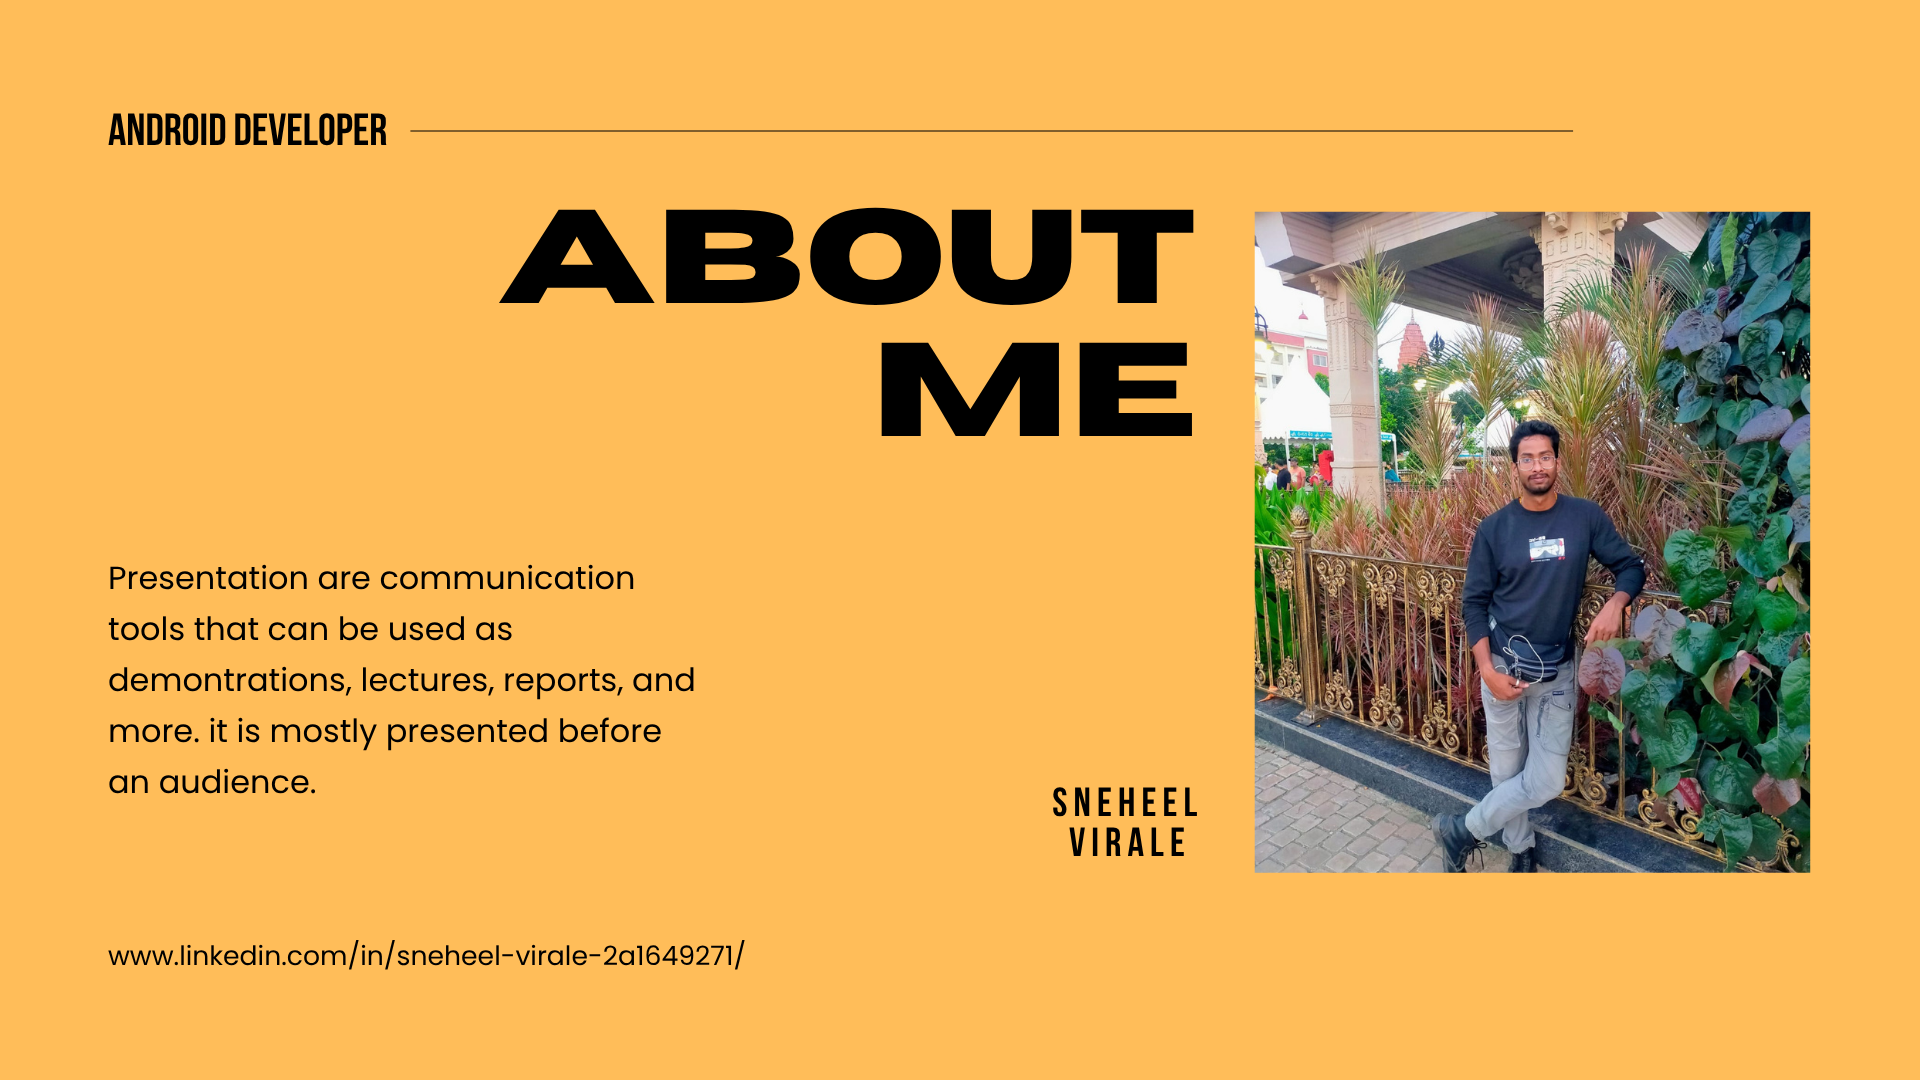 ANDROID DEVELOPER
ABOUT
ME
Presentation are communication
tools that can be used as
demontrations, lectures, reports, and
more. it is mostly presented before
an audience.
SNEHEEL
VIRALE
www.linkedin.com/in/sneheel-virale-2a1649271/